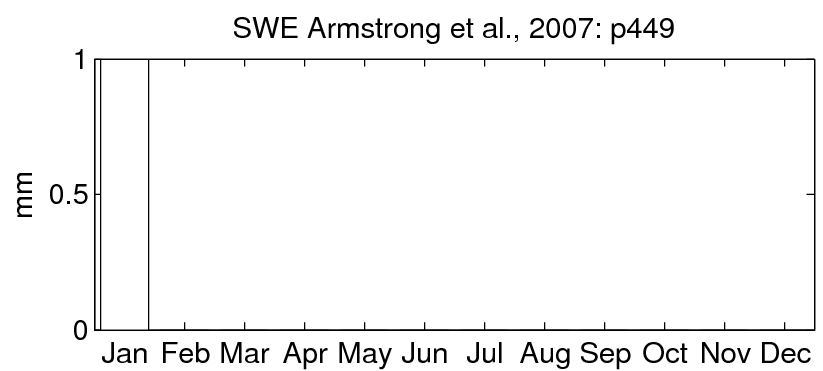 SWE Armstrong et al., 2007: p449
1
0.5
0
mm
Jan Feb Mar Apr May Jun Jul Aug Sep Oct Nov Dec